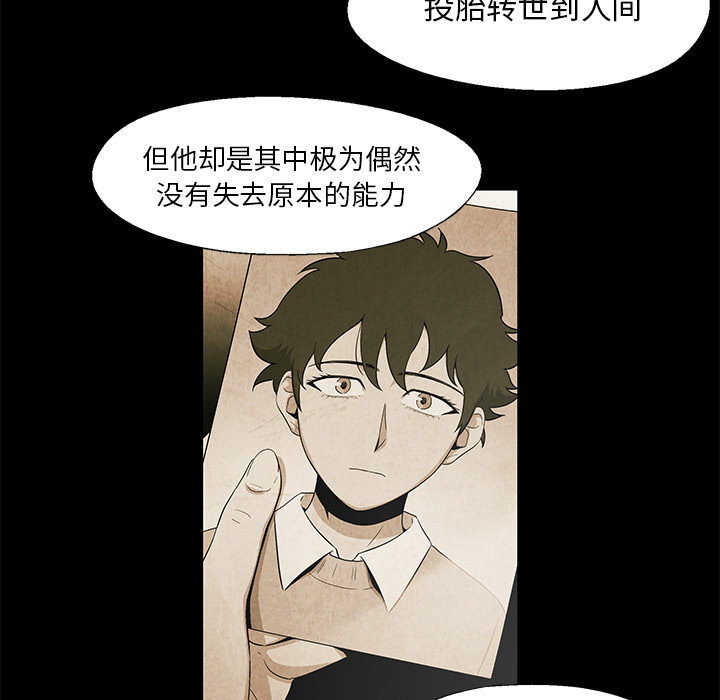 投胎转世到人间
但他却是其中极为偶然
没有失去原本的能力